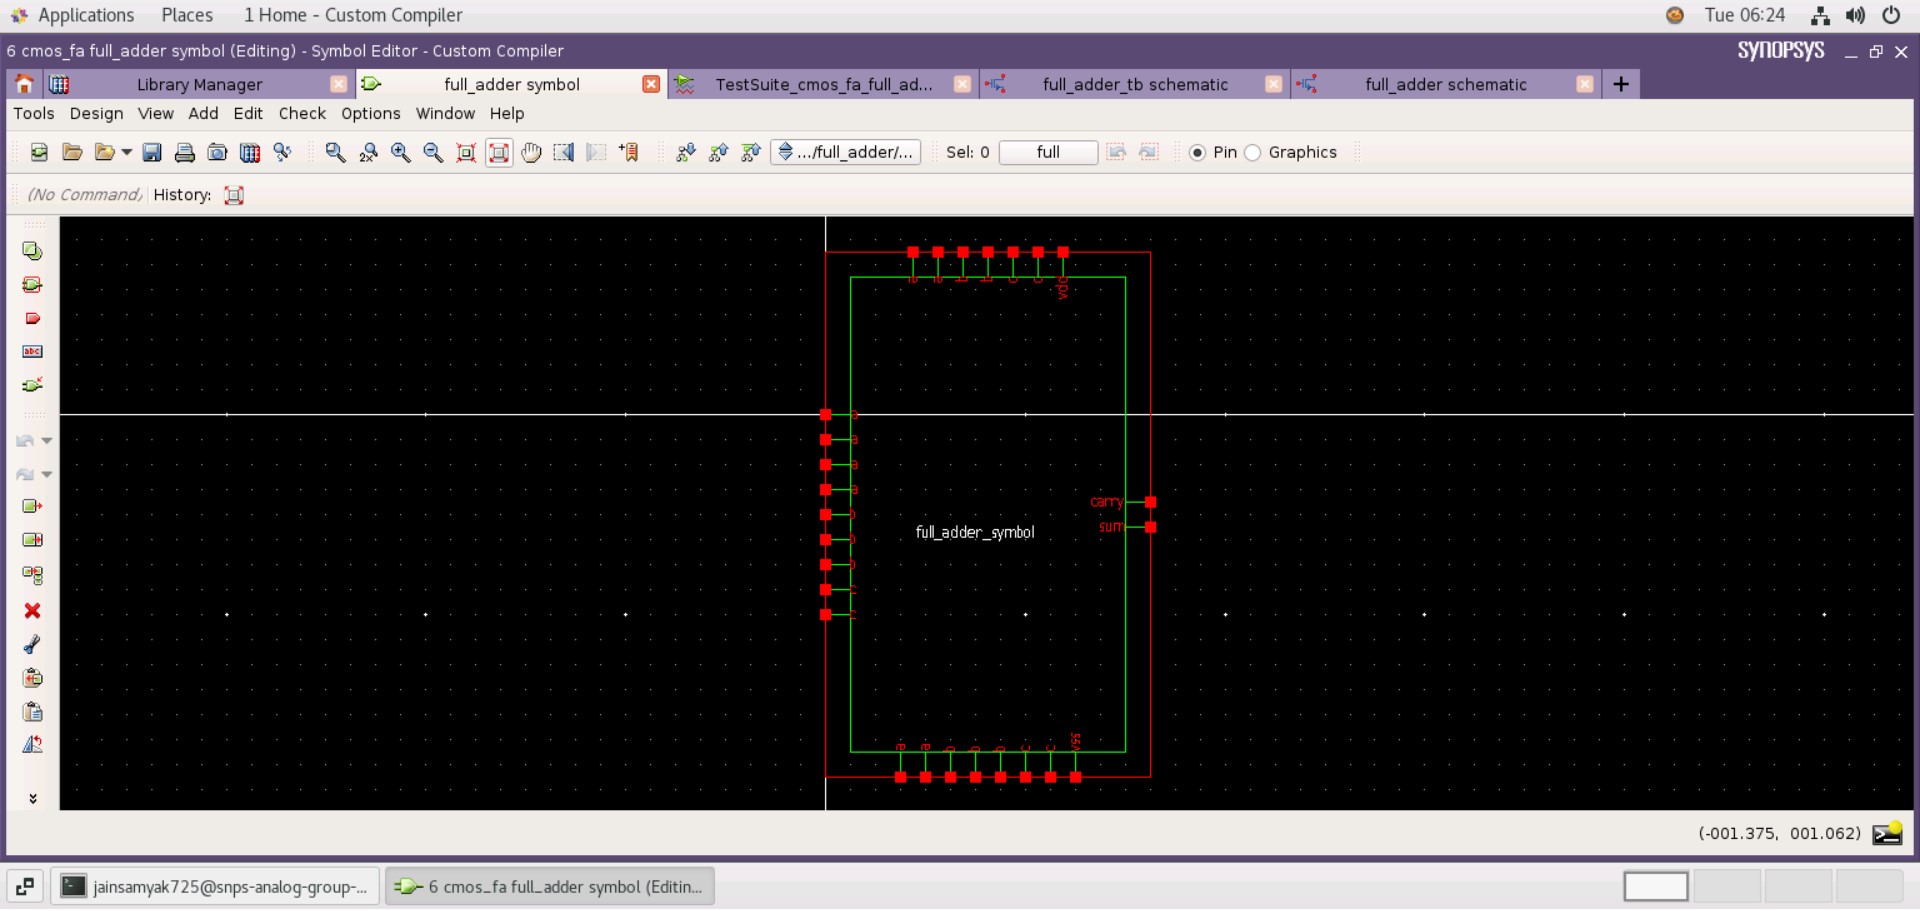 Applications Places 1 Home - Custom Compiler Tue 06:24
6 cmos_fa full_adder symbol (Editing) - Symbol Editor - Custom Compiler SYNOPSYS
Library Manager full_adder symbol TestSuite_cmos_fa_full_ad... full_adder_tb schematic full_adder schematic
Tools Design View Add Edit Check Options Window Help
2x .../full_adder/... Sel: 0 full Pin Graphics
(No Command) History:
abc
a a b b c c vdd
a
a
a
a
b
b
b
c
c
carry
sum
full_adder_symbol
a a b b b c c vss
(-001.375, 001.062)
jainsamyak725@snps-analog-group-... 6 cmos_fa full_adder symbol (Editin...